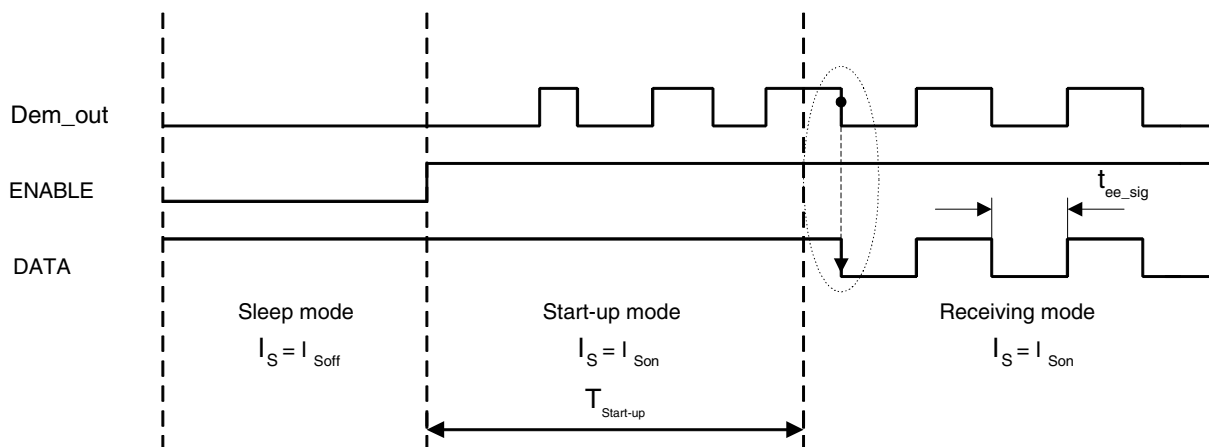 Dem_out
ENABLE
t_ee_sig
DATA
Sleep mode
Start-up mode
Receiving mode
I_S = I_Soff
I_S = I_Son
I_S = I_Son
T_Start-up